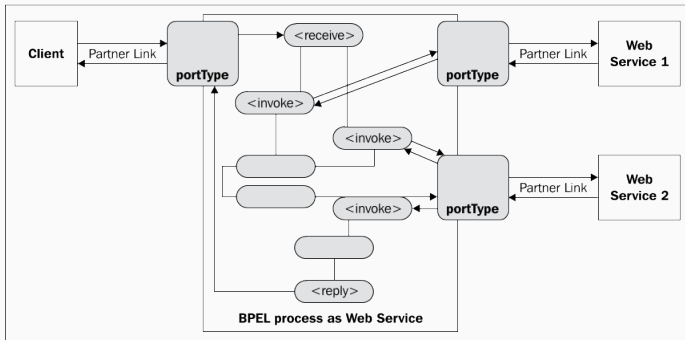 Client
Partner Link
portType
<receive>
portType
Partner Link
Web
Service 1
<invoke>
<invoke>
<invoke>
portType
Partner Link
Web
Service 2
<reply>
BPEL process as Web Service